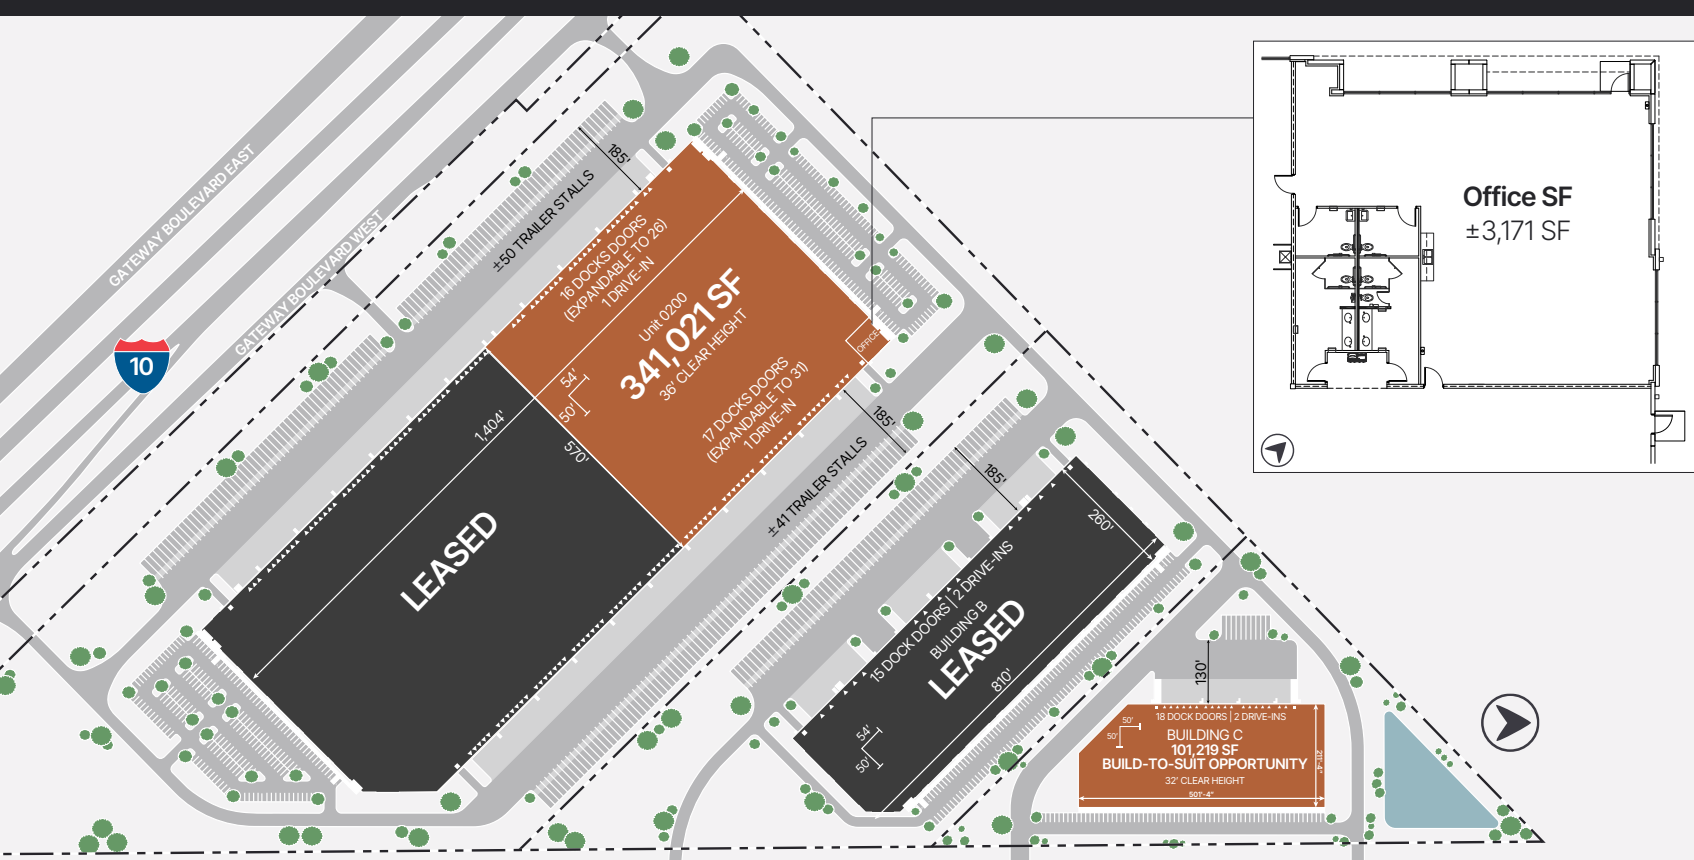 GATEWAY BOULEVARD EAST
GATEWAY BOULEVARD WEST
10
185'
±50 TRAILER STALLS
16 DOCKS DOORS
(EXPANDABLE TO 26)
1 DRIVE-IN
Unit 0200
341,021 SF
36' CLEAR HEIGHT
54'
50'
OFFICE
17 DOCKS DOORS
(EXPANDABLE TO 31)
1 DRIVE-IN
1,404'
570'
LEASED
185'
±41 TRAILER STALLS
185'
260'
15 DOCK DOORS | 2 DRIVE-INS
BUILDING B
LEASED
810'
54'
50'
130'
18 DOCK DOORS | 2 DRIVE-INS
50'
50'
BUILDING C
101,219 SF
BUILD-TO-SUIT OPPORTUNITY
32' CLEAR HEIGHT
501'-4"
Office SF
±3,171 SF